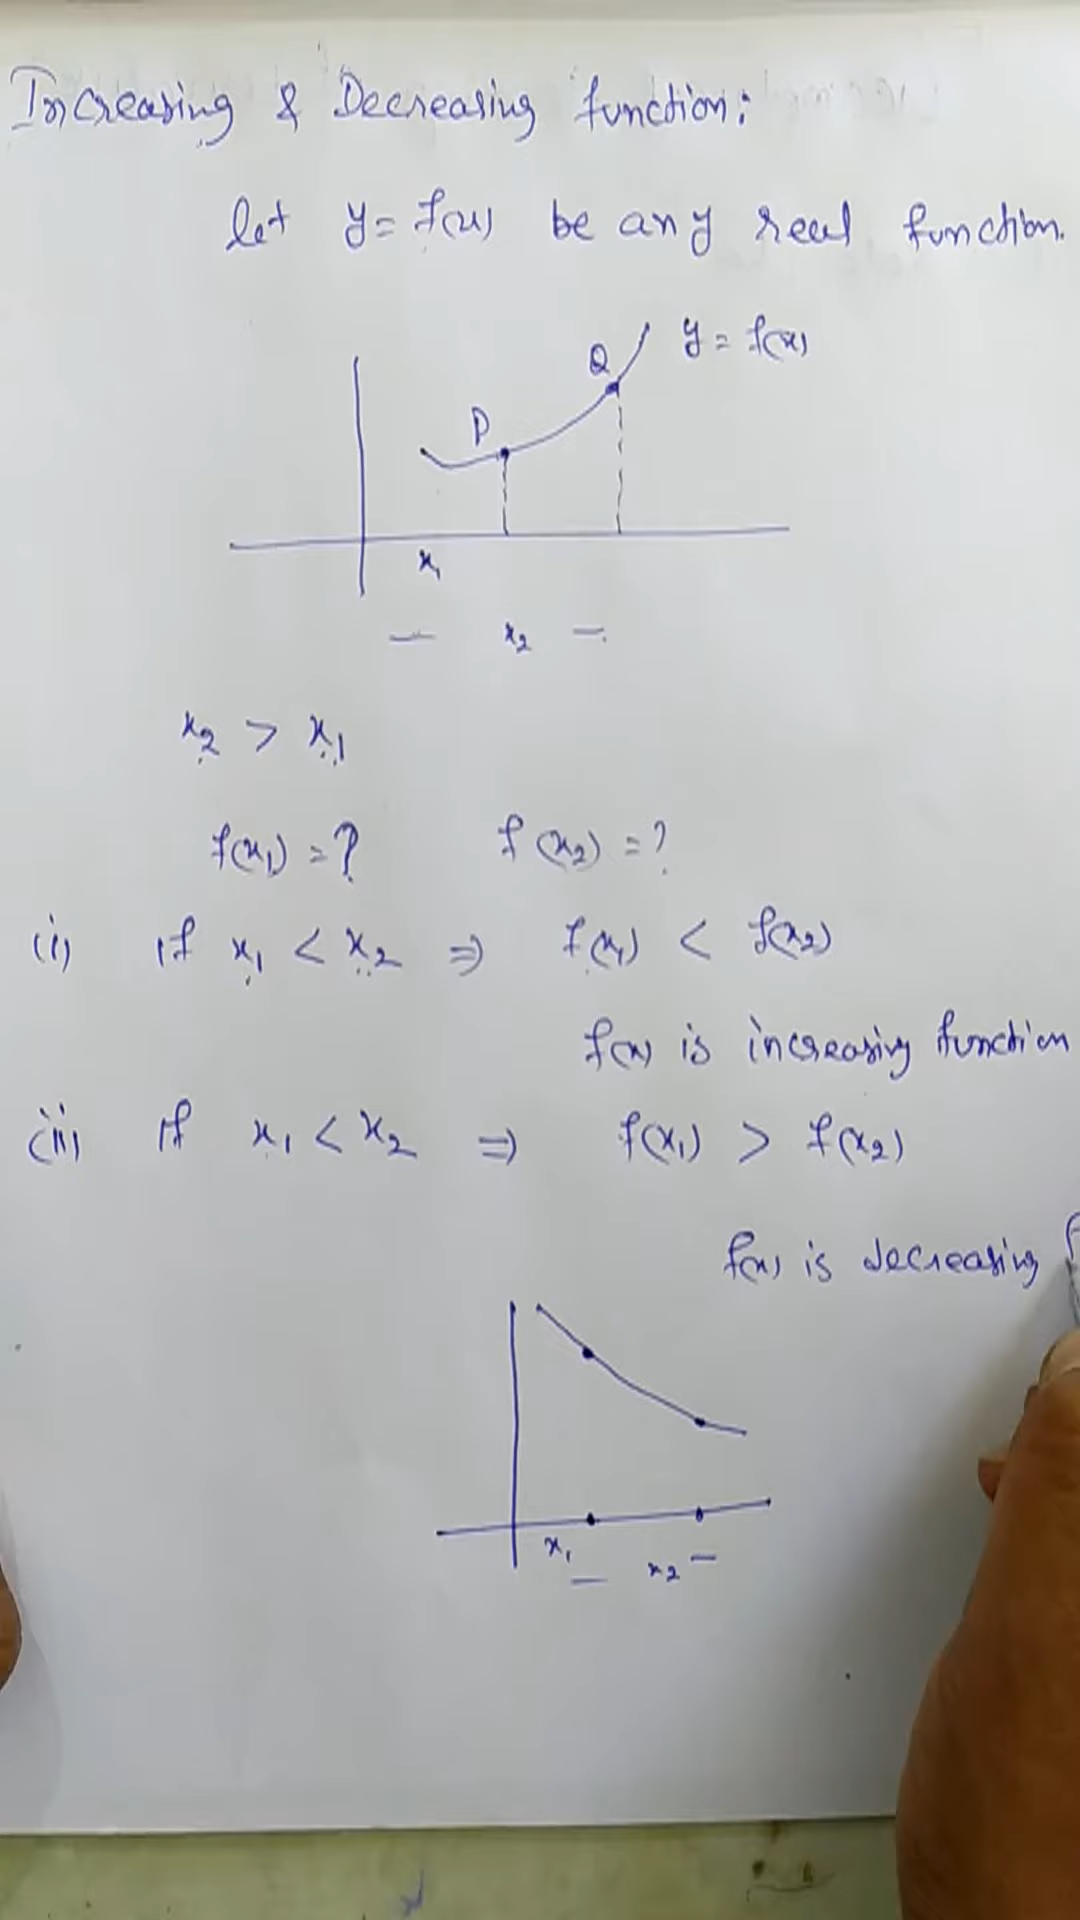 Increasing & Decreasing function:
let y = f(x) be any real function.
y = f(x)
Q
P
x₁
— x₂ —
x₂ > x₁
f(x₁) = ? f(x₂) = ?
(i) if x₁ < x₂ ⇒ f(x₁) < f(x₂)
f(x) is increasing function
(ii) if x₁ < x₂ ⇒ f(x₁) > f(x₂)
f(x) is decreasing f
x₁
— x₂ —